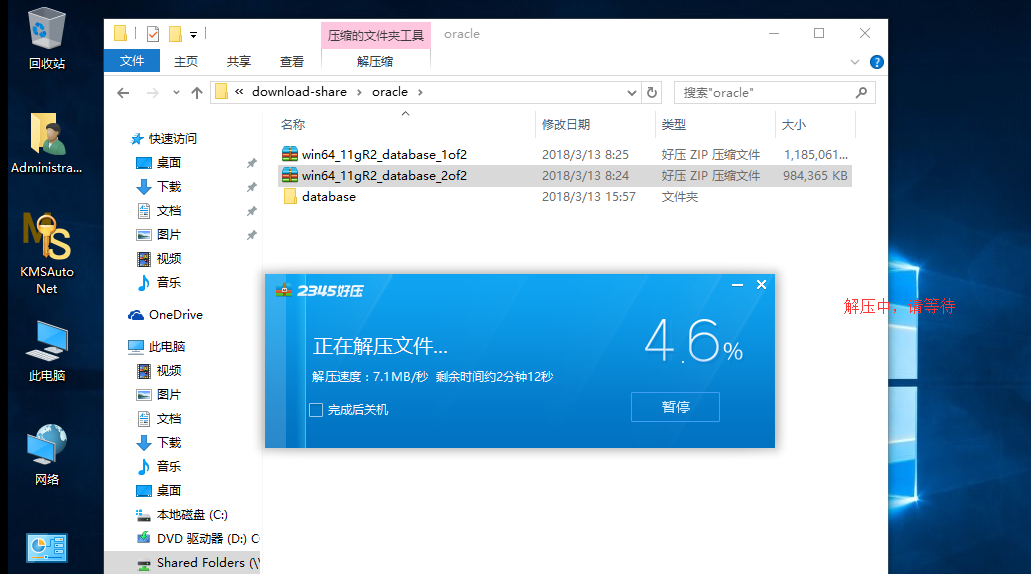 回收站
Administra...
KMSAuto
Net
此电脑
网络
压缩的文件夹工具
oracle
文件
主页
共享
查看
解压缩
« download-share › oracle ›
搜索"oracle"
名称
修改日期
类型
大小
快速访问
桌面
下载
文档
图片
视频
音乐
OneDrive
此电脑
视频
图片
文档
下载
音乐
桌面
本地磁盘 (C:)
DVD 驱动器 (D:) C
Shared Folders (\\
win64_11gR2_database_1of2 2018/3/13 8:25 好压 ZIP 压缩文件 1,185,061...
win64_11gR2_database_2of2 2018/3/13 8:24 好压 ZIP 压缩文件 984,365 KB
database 2018/3/13 15:57 文件夹
2345好压
正在解压文件...
4.6%
解压速度：7.1MB/秒 剩余时间约2分钟12秒
完成后关机
暂停
解压中，请等待